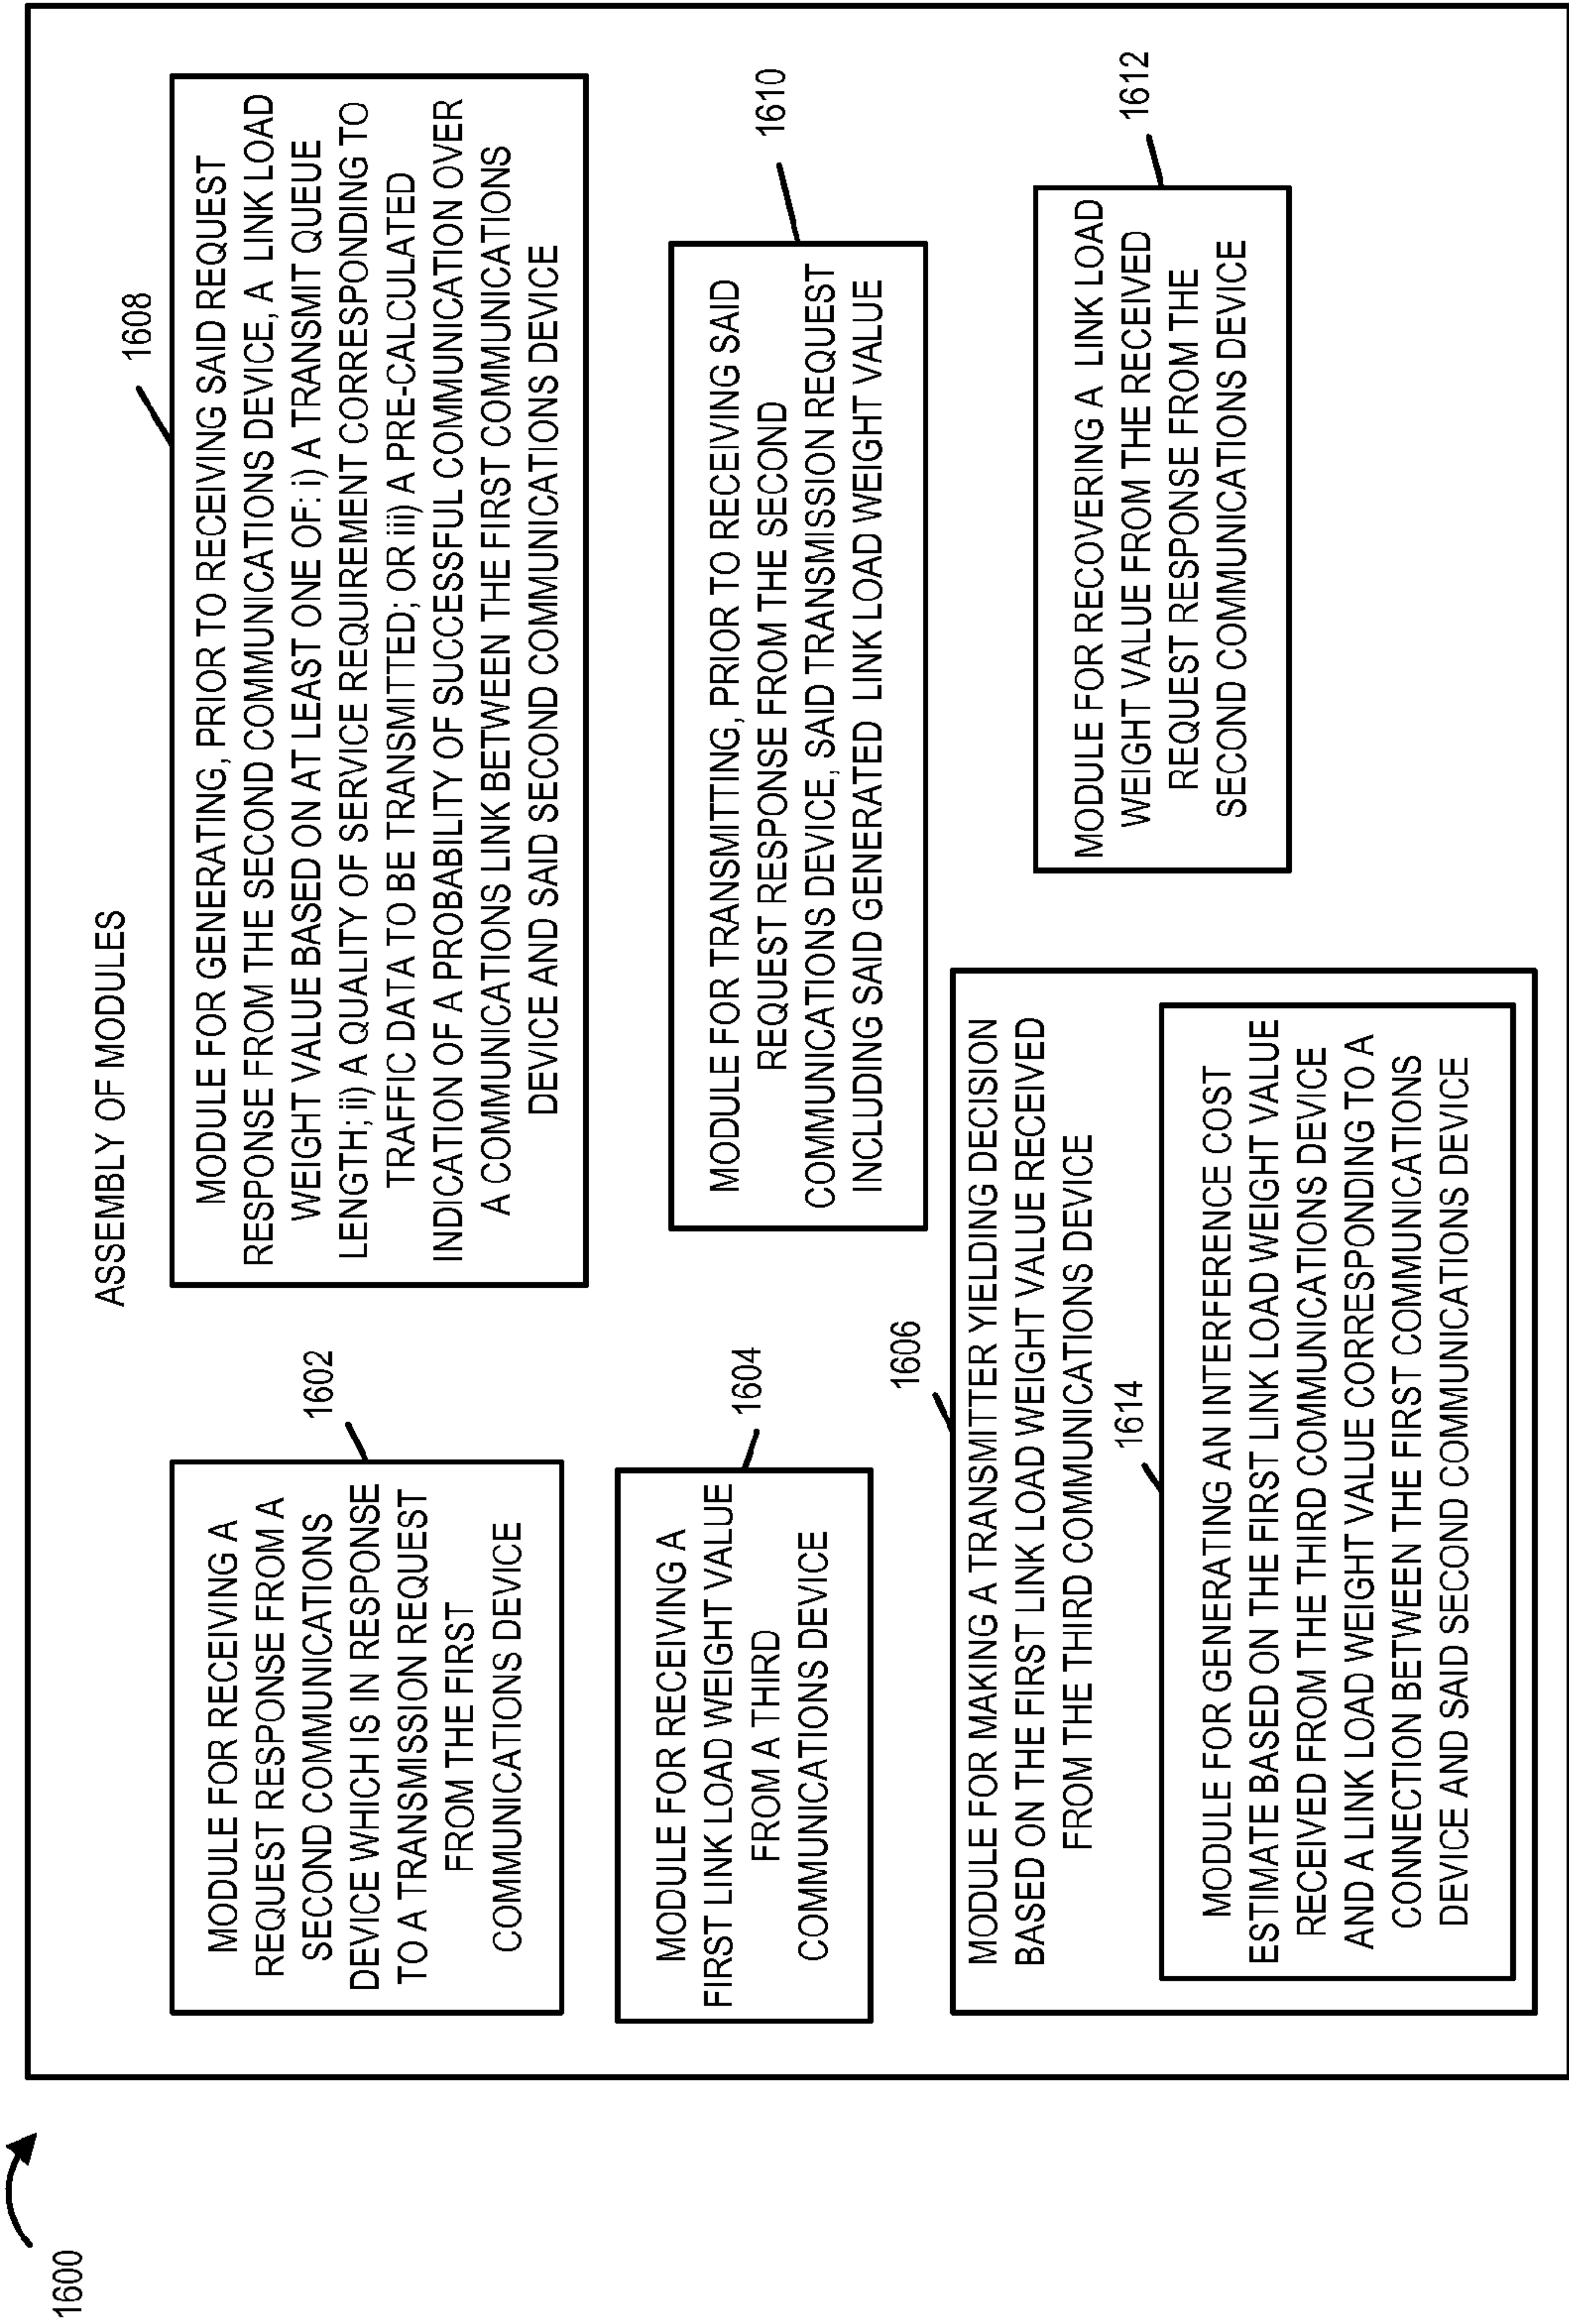 1600
ASSEMBLY OF MODULES
1602
MODULE FOR RECEIVING A
REQUEST RESPONSE FROM A
SECOND COMMUNICATIONS
DEVICE WHICH IS IN RESPONSE
TO A TRANSMISSION REQUEST
FROM THE FIRST
COMMUNICATIONS DEVICE
1604
MODULE FOR RECEIVING A
FIRST LINK LOAD WEIGHT VALUE
FROM A THIRD
COMMUNICATIONS DEVICE
1606
MODULE FOR MAKING A TRANSMITTER YIELDING DECISION
BASED ON THE FIRST LINK LOAD WEIGHT VALUE RECEIVED
FROM THE THIRD COMMUNICATIONS DEVICE
1614
MODULE FOR GENERATING AN INTERFERENCE COST
ESTIMATE BASED ON THE FIRST LINK LOAD WEIGHT VALUE
RECEIVED FROM THE THIRD COMMUNICATIONS DEVICE
AND A LINK LOAD WEIGHT VALUE CORRESPONDING TO A
CONNECTION BETWEEN THE FIRST COMMUNICATIONS
DEVICE AND SAID SECOND COMMUNICATIONS DEVICE
1608
MODULE FOR GENERATING, PRIOR TO RECEIVING SAID REQUEST
RESPONSE FROM THE SECOND COMMUNICATIONS DEVICE, A LINK LOAD
WEIGHT VALUE BASED ON AT LEAST ONE OF: i) A TRANSMIT QUEUE
LENGTH; ii) A QUALITY OF SERVICE REQUIREMENT CORRESPONDING TO
TRAFFIC DATA TO BE TRANSMITTED; OR iii) A PRE-CALCULATED
INDICATION OF A PROBABILITY OF SUCCESSFUL COMMUNICATION OVER
A COMMUNICATIONS LINK BETWEEN THE FIRST COMMUNICATIONS
DEVICE AND SAID SECOND COMMUNICATIONS DEVICE
1610
MODULE FOR TRANSMITTING, PRIOR TO RECEIVING SAID
REQUEST RESPONSE FROM THE SECOND
COMMUNICATIONS DEVICE, SAID TRANSMISSION REQUEST
INCLUDING SAID GENERATED LINK LOAD WEIGHT VALUE
1612
MODULE FOR RECOVERING A LINK LOAD
WEIGHT VALUE FROM THE RECEIVED
REQUEST RESPONSE FROM THE
SECOND COMMUNICATIONS DEVICE